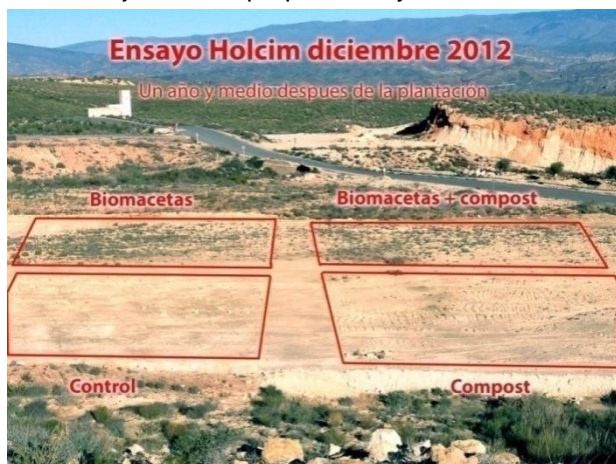 Ensayo Holcim diciembre 2012
Un año y medio despues de la plantación
Biomacetas
Biomacetas + compost
Control
Compost